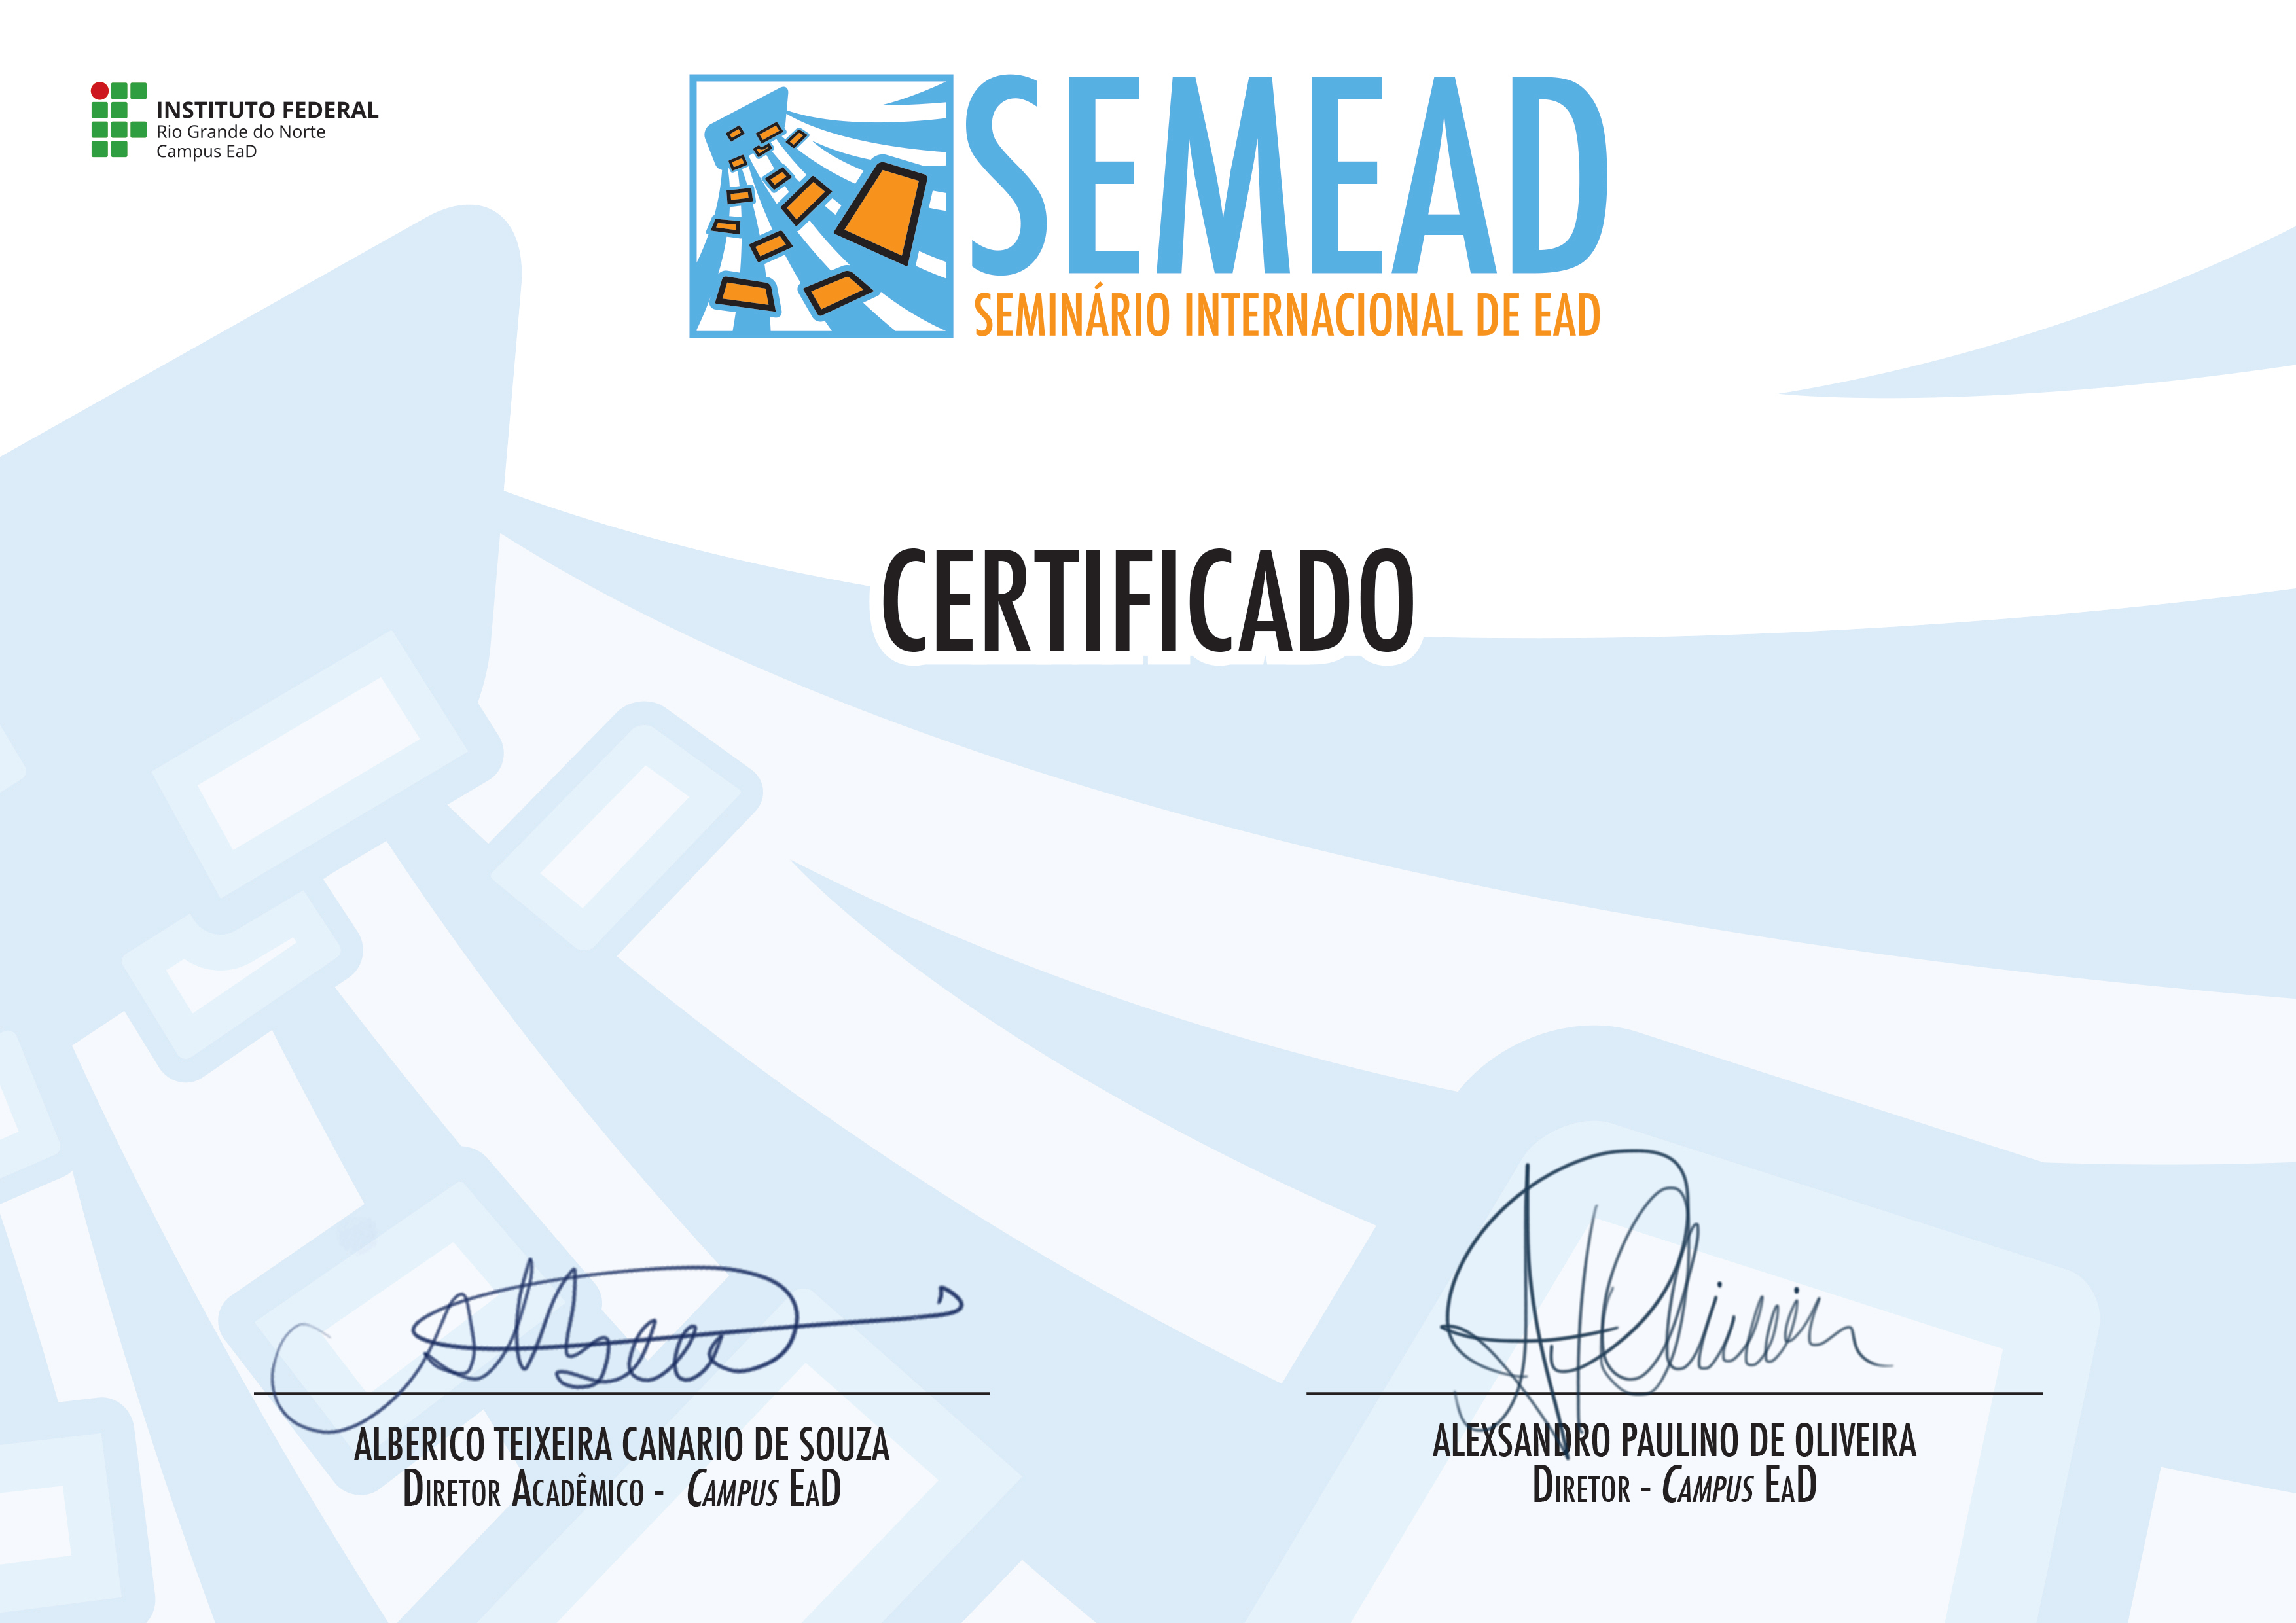 INSTITUTO FEDERAL
Rio Grande do Norte
Campus EaD
SEMEAD
SEMINÁRIO INTERNACIONAL DE EAD
CERTIFICADO
ALBERICO TEIXEIRA CANARIO DE SOUZA
DIRETOR ACADÊMICO - CAMPUS EAD
ALEXSANDRO PAULINO DE OLIVEIRA
DIRETOR - CAMPUS EAD